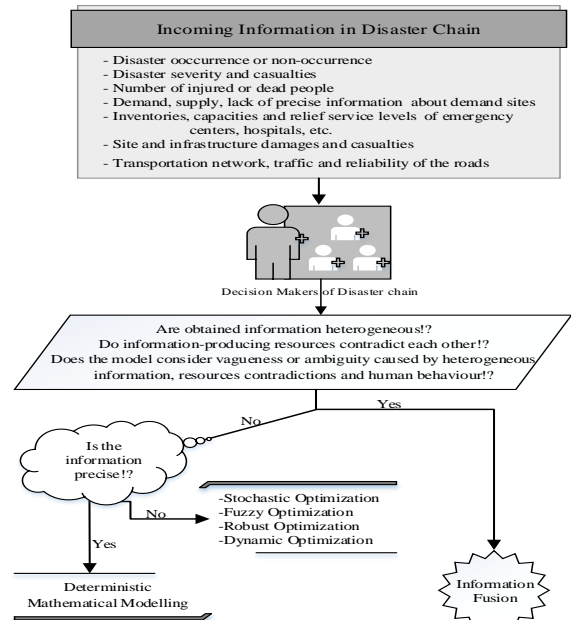 Incoming Information in Disaster Chain
- Disaster ooccurrence or non-occurrence
- Disaster severity and casualties
- Number of injured or dead people
- Demand, supply, lack of precise information about demand sites
- Inventories, capacities and relief service levels of emergency
centers, hospitals, etc.
- Site and infrastructure damages and casualties
- Transportation network, traffic and reliability of the roads
Decision Makers of Disaster chain
Are obtained information heterogeneous!?
Do information-producing resources contradict each other!?
Does the model consider vagueness or ambiguity caused by heterogeneous
information, resources contradictions and human behaviour!?
No
Yes
Is the
information
precise!?
No
-Stochastic Optimization
-Fuzzy Optimization
-Robust Optimization
-Dynamic Optimization
Yes
Deterministic
Mathematical Modelling
Information
Fusion